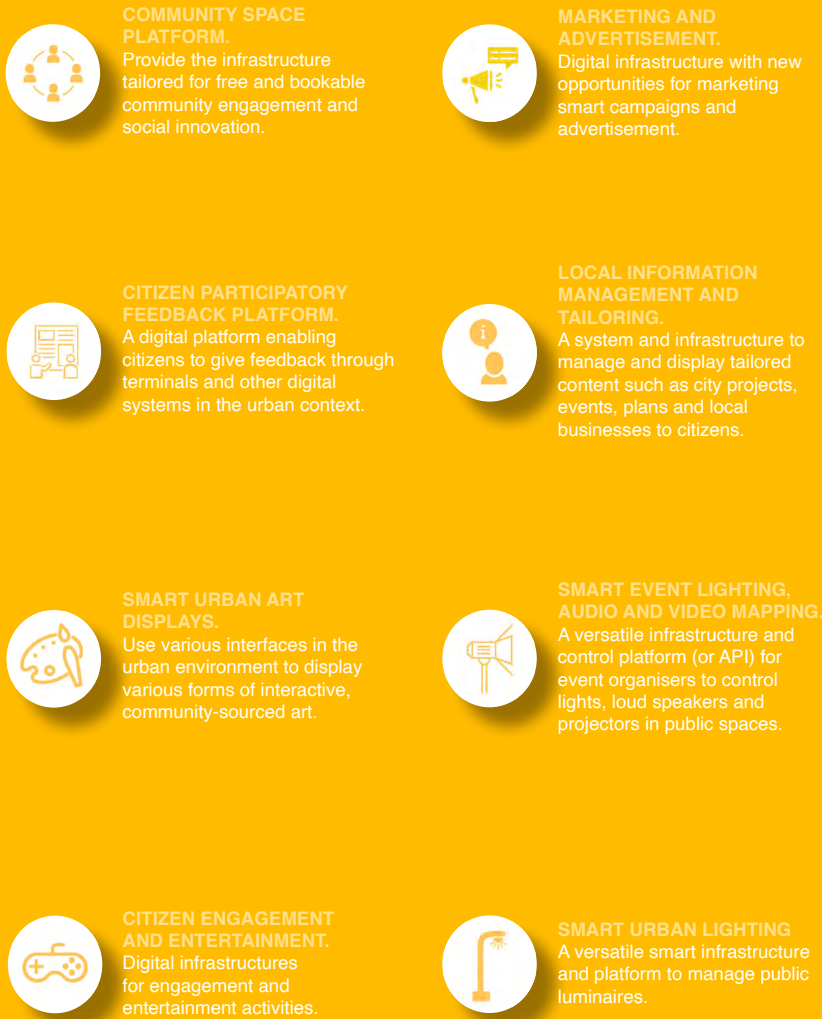 COMMUNITY SPACE
PLATFORM.
Provide the infrastructure
tailored for free and bookable
community engagement and
social innovation.
MARKETING AND
ADVERTISEMENT.
Digital infrastructure with new
opportunities for marketing
smart campaigns and
advertisement.
CITIZEN PARTICIPATORY
FEEDBACK PLATFORM.
A digital platform enabling
citizens to give feedback through
terminals and other digital
systems in the urban context.
LOCAL INFORMATION
MANAGEMENT AND
TAILORING.
A system and infrastructure to
manage and display tailored
content such as city projects,
events, plans and local
businesses to citizens.
SMART URBAN ART
DISPLAYS.
Use various interfaces in the
urban environment to display
various forms of interactive,
community-sourced art.
SMART EVENT LIGHTING,
AUDIO AND VIDEO MAPPING.
A versatile infrastructure and
control platform (or API) for
event organisers to control
lights, loud speakers and
projectors in public spaces.
CITIZEN ENGAGEMENT
AND ENTERTAINMENT.
Digital infrastructures
for engagement and
entertainment activities.
SMART URBAN LIGHTING
A versatile smart infrastructure
and platform to manage public
luminaires.